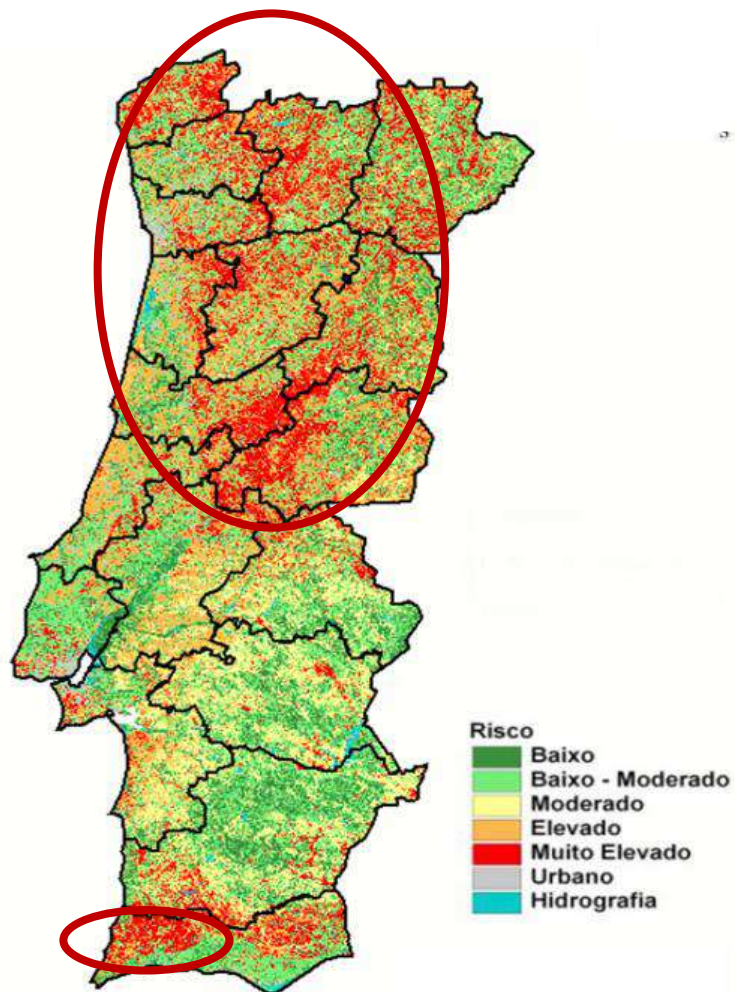 Risco
Baixo
Baixo - Moderado
Moderado
Elevado
Muito Elevado
Urbano
Hidrografia